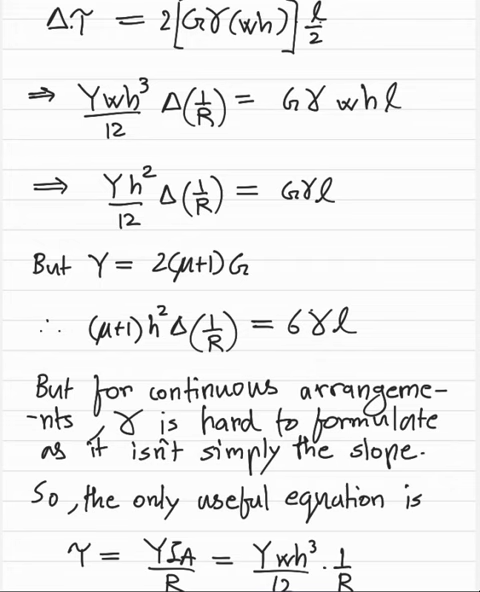 Δ.τ = 2[Gγ(wh)] l/2
⇒ Ywh³/12 Δ(1/R) = Gγwhl
⇒ Yh²/12 Δ(1/R) = Gγl
But Y = 2(μ+1)G
∴ (μ+1)h²Δ(1/R) = 6γl
But for continuous arrangeme-
-nts, γ is hard to formulate
as it isn't simply the slope.
So, the only useful equation is
τ = YI_A/R = Ywh³/12 . 1/R